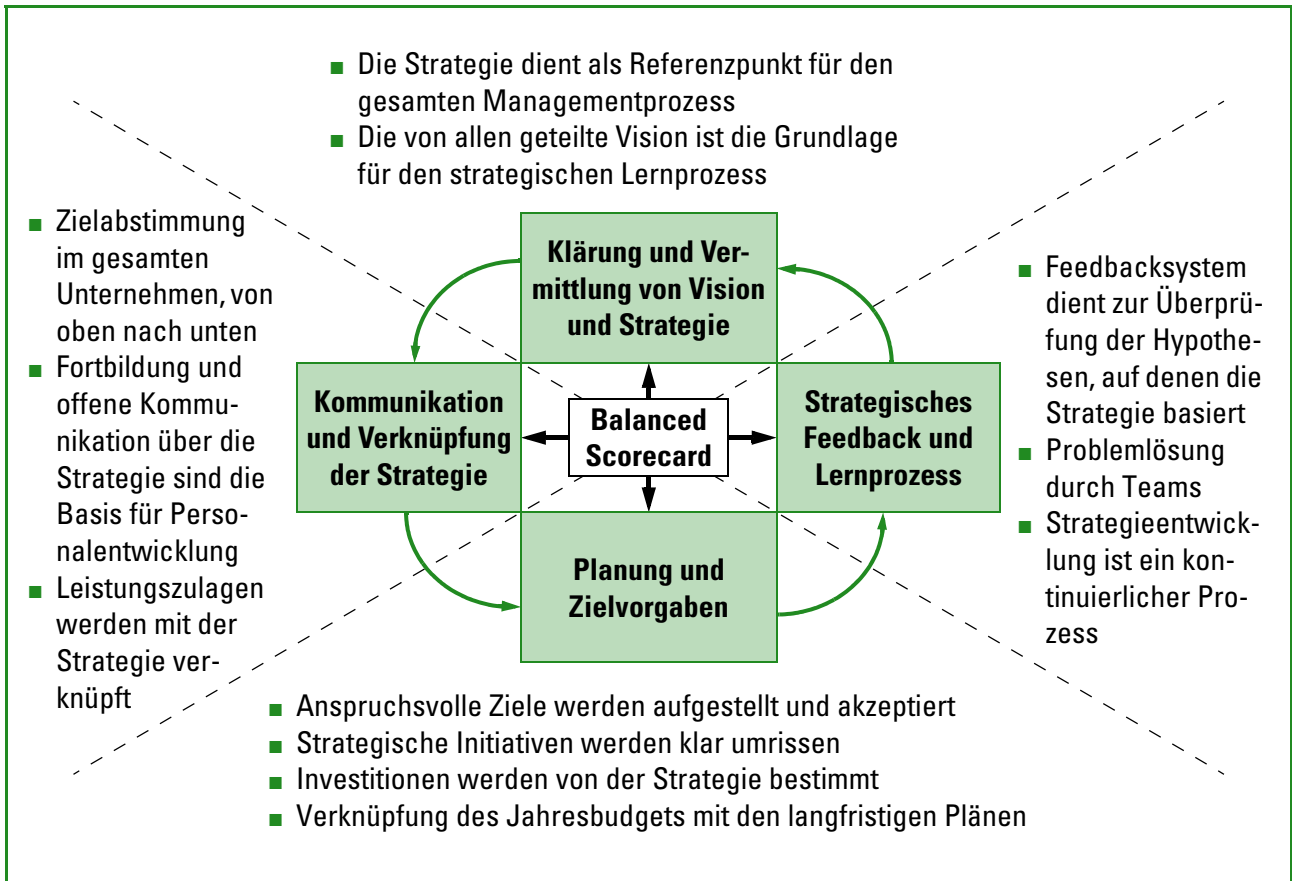 ■ Die Strategie dient als Referenzpunkt für den
gesamten Managementprozess
■ Die von allen geteilte Vision ist die Grundlage
für den strategischen Lernprozess
■ Zielabstimmung
im gesamten
Unternehmen, von
oben nach unten
■ Fortbildung und
offene Kommu-
nikation über die
Strategie sind die
Basis für Perso-
nalentwicklung
■ Leistungszulagen
werden mit der
Strategie ver-
knüpft
Klärung und Ver-
mittlung von Vision
und Strategie
Kommunikation
und Verknüpfung
der Strategie
Balanced
Scorecard
Strategisches
Feedback und
Lernprozess
Planung und
Zielvorgaben
■ Feedbacksystem
dient zur Überprü-
fung der Hypothe-
sen, auf denen die
Strategie basiert
■ Problemlösung
durch Teams
■ Strategieentwick-
lung ist ein kon-
tinuierlicher Pro-
zess
■ Anspruchsvolle Ziele werden aufgestellt und akzeptiert
■ Strategische Initiativen werden klar umrissen
■ Investitionen werden von der Strategie bestimmt
■ Verknüpfung des Jahresbudgets mit den langfristigen Plänen